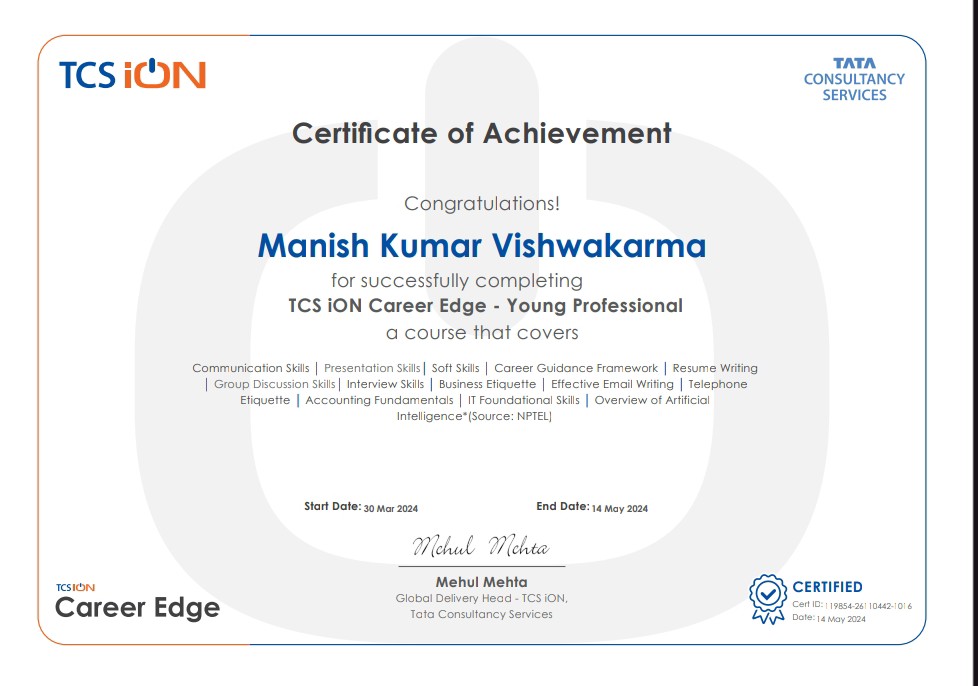 TCS iON
TATA
CONSULTANCY
SERVICES
Certificate of Achievement
Congratulations!
Manish Kumar Vishwakarma
for successfully completing
TCS iON Career Edge - Young Professional
a course that covers
Communication Skills | Presentation Skills | Soft Skills | Career Guidance Framework | Resume Writing
| Group Discussion Skills | Interview Skills | Business Etiquette | Effective Email Writing | Telephone
Etiquette | Accounting Fundamentals | IT Foundational Skills | Overview of Artificial
Intelligence*(Source: NPTEL)
Start Date: 30 Mar 2024 End Date: 14 May 2024
Mehul Mehta
Mehul Mehta
Global Delivery Head - TCS iON,
Tata Consultancy Services
TCS iON
Career Edge
CERTIFIED
Cert ID: 119854-26110442-1016
Date: 14 May 2024